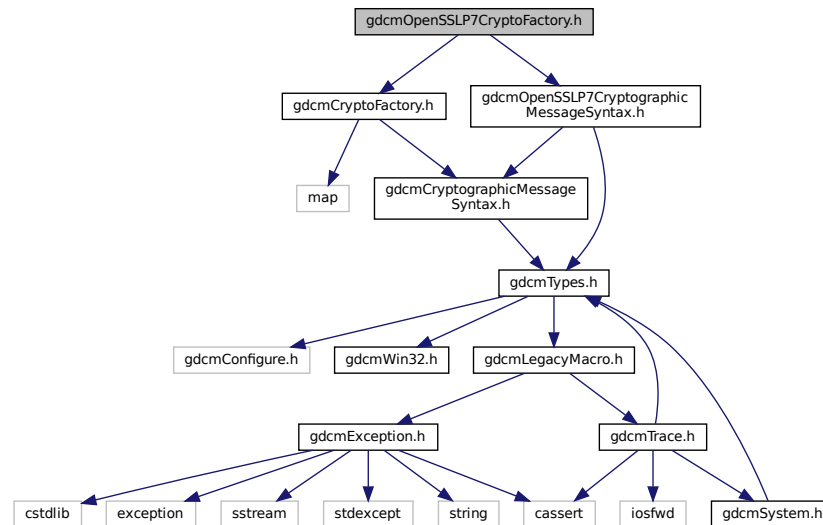 gdcmOpenSSLP7CryptoFactory.h
gdcmCryptoFactory.h
gdcmOpenSSLP7Cryptographic
MessageSyntax.h
map
gdcmCryptographicMessage
Syntax.h
gdcmTypes.h
gdcmConfigure.h
gdcmWin32.h
gdcmLegacyMacro.h
gdcmException.h
gdcmTrace.h
cstdlib
exception
sstream
stdexcept
string
cassert
iosfwd
gdcmSystem.h